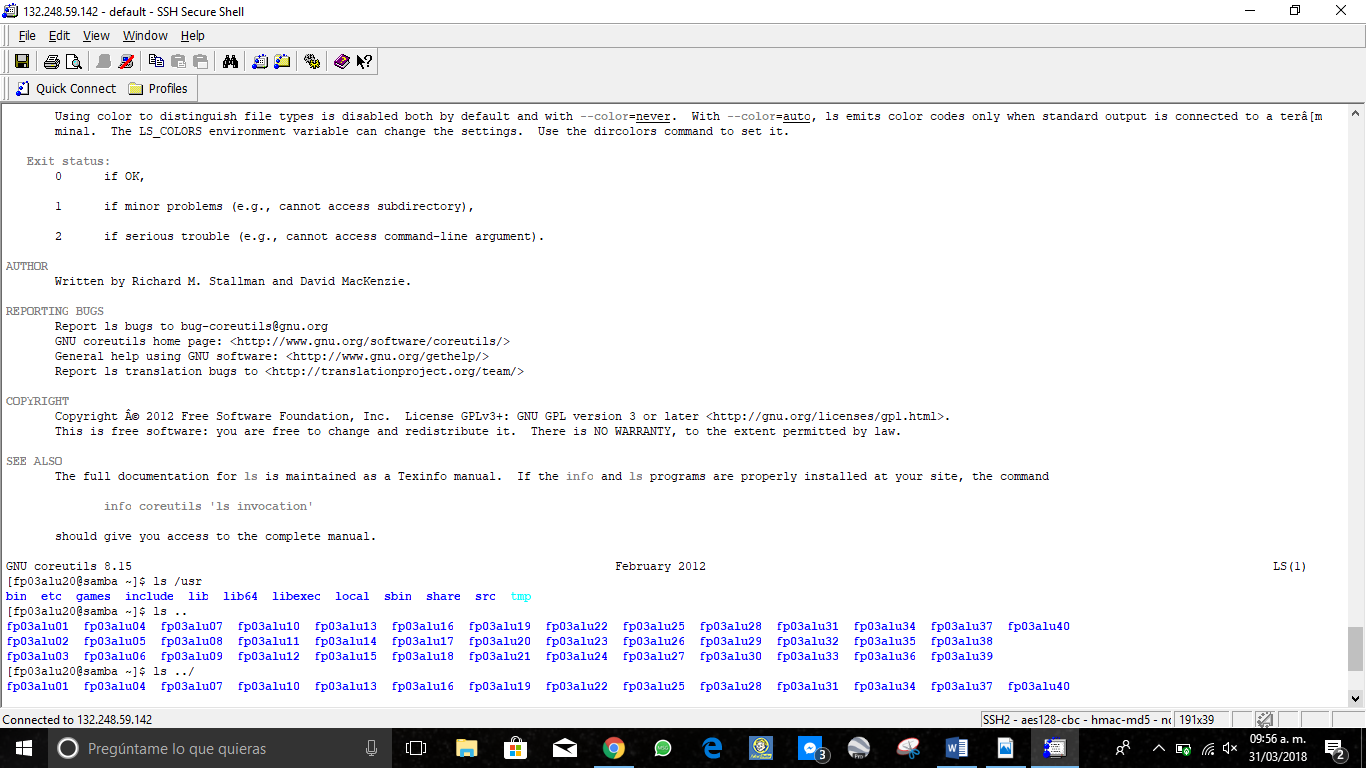 132.248.59.142 - default - SSH Secure Shell
File Edit View Window Help
Quick Connect Profiles
Using color to distinguish file types is disabled both by default and with --color=never. With --color=auto, ls emits color codes only when standard output is connected to a terâ[m
minal. The LS_COLORS environment variable can change the settings. Use the dircolors command to set it.
Exit status:
0 if OK,
1 if minor problems (e.g., cannot access subdirectory),
2 if serious trouble (e.g., cannot access command-line argument).
AUTHOR
Written by Richard M. Stallman and David MacKenzie.
REPORTING BUGS
Report ls bugs to bug-coreutils@gnu.org
GNU coreutils home page: <http://www.gnu.org/software/coreutils/>
General help using GNU software: <http://www.gnu.org/gethelp/>
Report ls translation bugs to <http://translationproject.org/team/>
COPYRIGHT
Copyright Â© 2012 Free Software Foundation, Inc. License GPLv3+: GNU GPL version 3 or later <http://gnu.org/licenses/gpl.html>.
This is free software: you are free to change and redistribute it. There is NO WARRANTY, to the extent permitted by law.
SEE ALSO
The full documentation for ls is maintained as a Texinfo manual. If the info and ls programs are properly installed at your site, the command
info coreutils 'ls invocation'
should give you access to the complete manual.
GNU coreutils 8.15 February 2012 LS(1)
[fp03alu20@samba ~]$ ls /usr
bin etc games include lib lib64 libexec local sbin share src tmp
[fp03alu20@samba ~]$ ls ..
fp03alu01 fp03alu04 fp03alu07 fp03alu10 fp03alu13 fp03alu16 fp03alu19 fp03alu22 fp03alu25 fp03alu28 fp03alu31 fp03alu34 fp03alu37 fp03alu40
fp03alu02 fp03alu05 fp03alu08 fp03alu11 fp03alu14 fp03alu17 fp03alu20 fp03alu23 fp03alu26 fp03alu29 fp03alu32 fp03alu35 fp03alu38
fp03alu03 fp03alu06 fp03alu09 fp03alu12 fp03alu15 fp03alu18 fp03alu21 fp03alu24 fp03alu27 fp03alu30 fp03alu33 fp03alu36 fp03alu39
[fp03alu20@samba ~]$ ls ../
fp03alu01 fp03alu04 fp03alu07 fp03alu10 fp03alu13 fp03alu16 fp03alu19 fp03alu22 fp03alu25 fp03alu28 fp03alu31 fp03alu34 fp03alu37 fp03alu40
Connected to 132.248.59.142 SSH2 - aes128-cbc - hmac-md5 - nc 191x39
Pregúntame lo que quieras
3
Pro
09:56 a. m.
31/03/2018
2